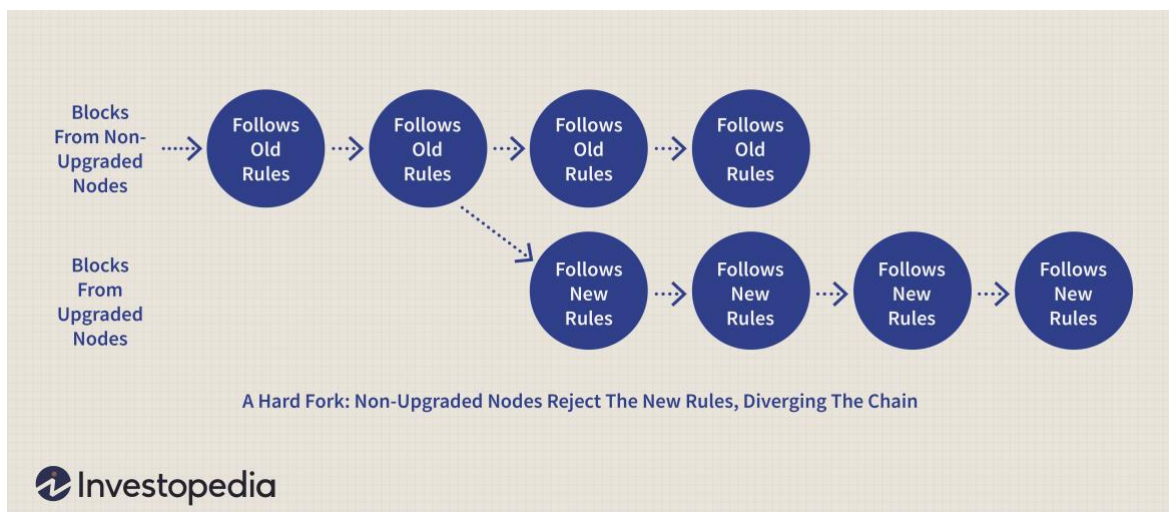 Blocks
From Non-
Upgraded
Nodes
Follows
Old
Rules
Follows
Old
Rules
Follows
Old
Rules
Follows
Old
Rules
Blocks
From
Upgraded
Nodes
Follows
New
Rules
Follows
New
Rules
Follows
New
Rules
Follows
New
Rules
A Hard Fork: Non-Upgraded Nodes Reject The New Rules, Diverging The Chain
Investopedia